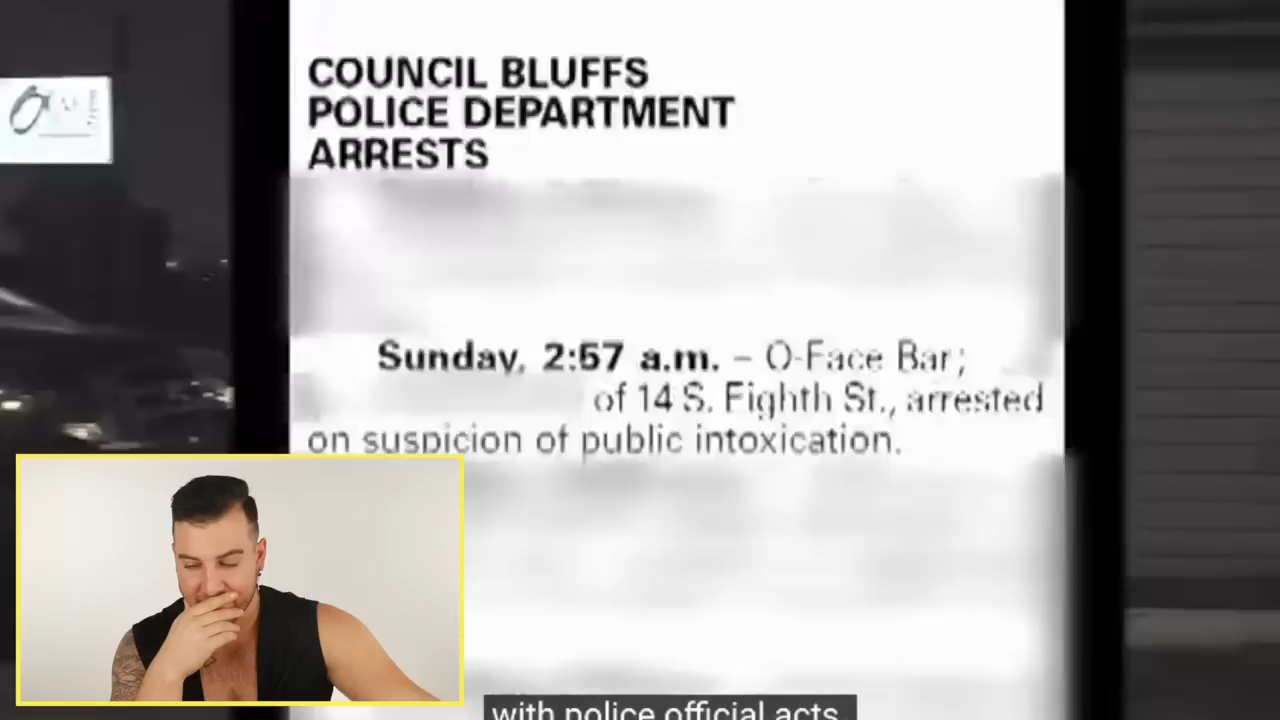 COUNCIL BLUFFS
POLICE DEPARTMENT
ARRESTS
Sunday, 2:57 a.m. – O-Face Bar;
of 14 S. Eighth St., arrested
on suspicion of public intoxication.
with police official acts.